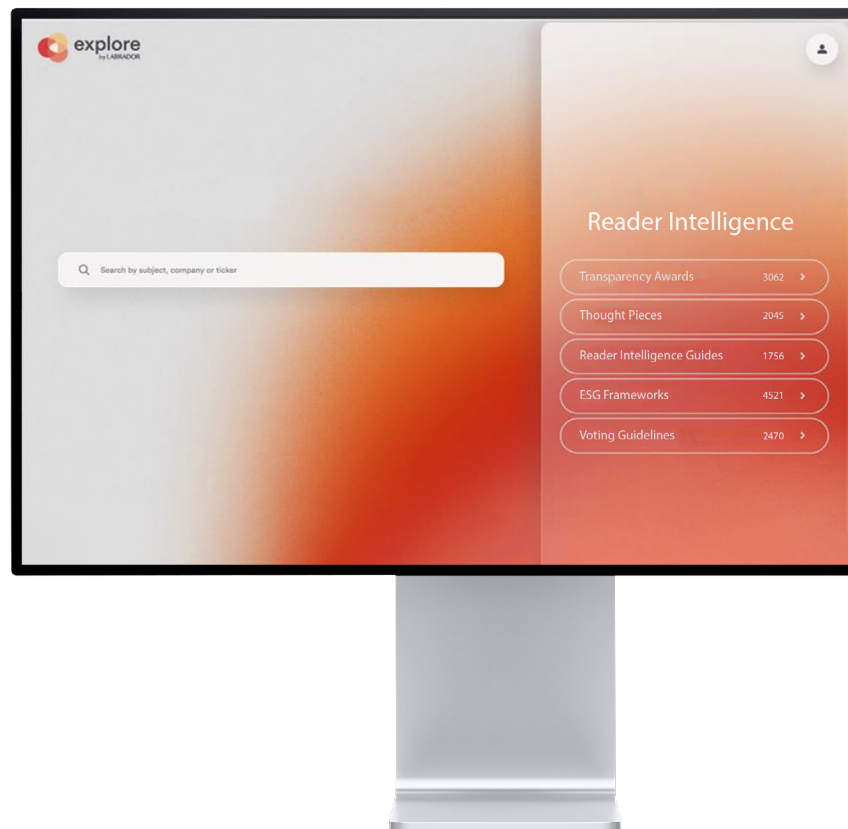 explore
by LABRADOR
Search by subject, company or ticker
Reader Intelligence
Transparency Awards 3062
Thought Pieces 2045
Reader Intelligence Guides 1756
ESG Frameworks 4521
Voting Guidelines 2470